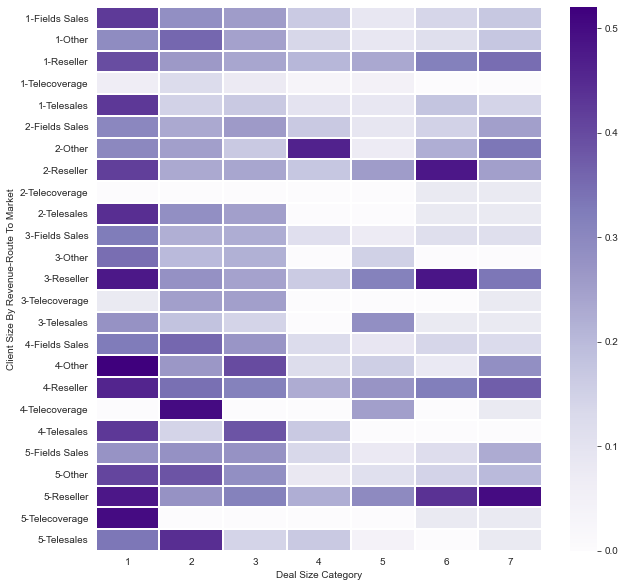 Client Size By Revenue-Route To Market
1-Fields Sales
1-Other
1-Reseller
1-Telecoverage
1-Telesales
2-Fields Sales
2-Other
2-Reseller
2-Telecoverage
2-Telesales
3-Fields Sales
3-Other
3-Reseller
3-Telecoverage
3-Telesales
4-Fields Sales
4-Other
4-Reseller
4-Telecoverage
4-Telesales
5-Fields Sales
5-Other
5-Reseller
5-Telecoverage
5-Telesales
1 2 3 4 5 6 7
Deal Size Category
0.5
0.4
0.3
0.2
0.1
0.0